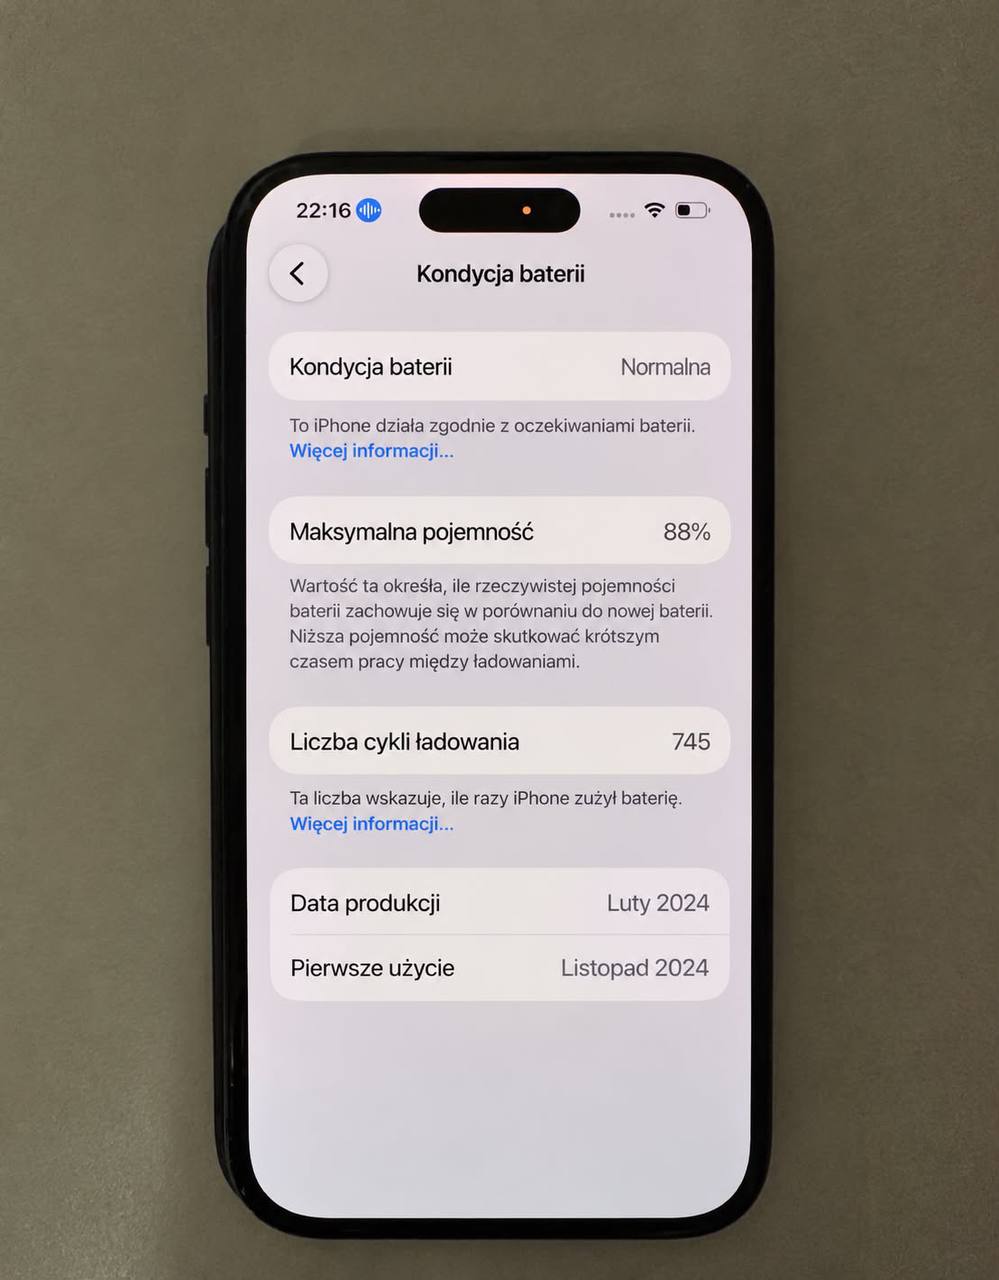 22:16
Kondycja baterii
Kondycja baterii Normalna
To iPhone działa zgodnie z oczekiwaniami baterii.
Więcej informacji...
Maksymalna pojemność 88%
Wartość ta okreśła, ile rzeczywistej pojemności
baterii zachowuje się w porównaniu do nowej baterii.
Niższa pojemność może skutkować krótszym
czasem pracy między ładowaniami.
Liczba cykli ładowania 745
Ta liczba wskazuje, ile razy iPhone zużył baterię.
Więcej informacji...
Data produkcji Luty 2024
Pierwsze użycie Listopad 2024